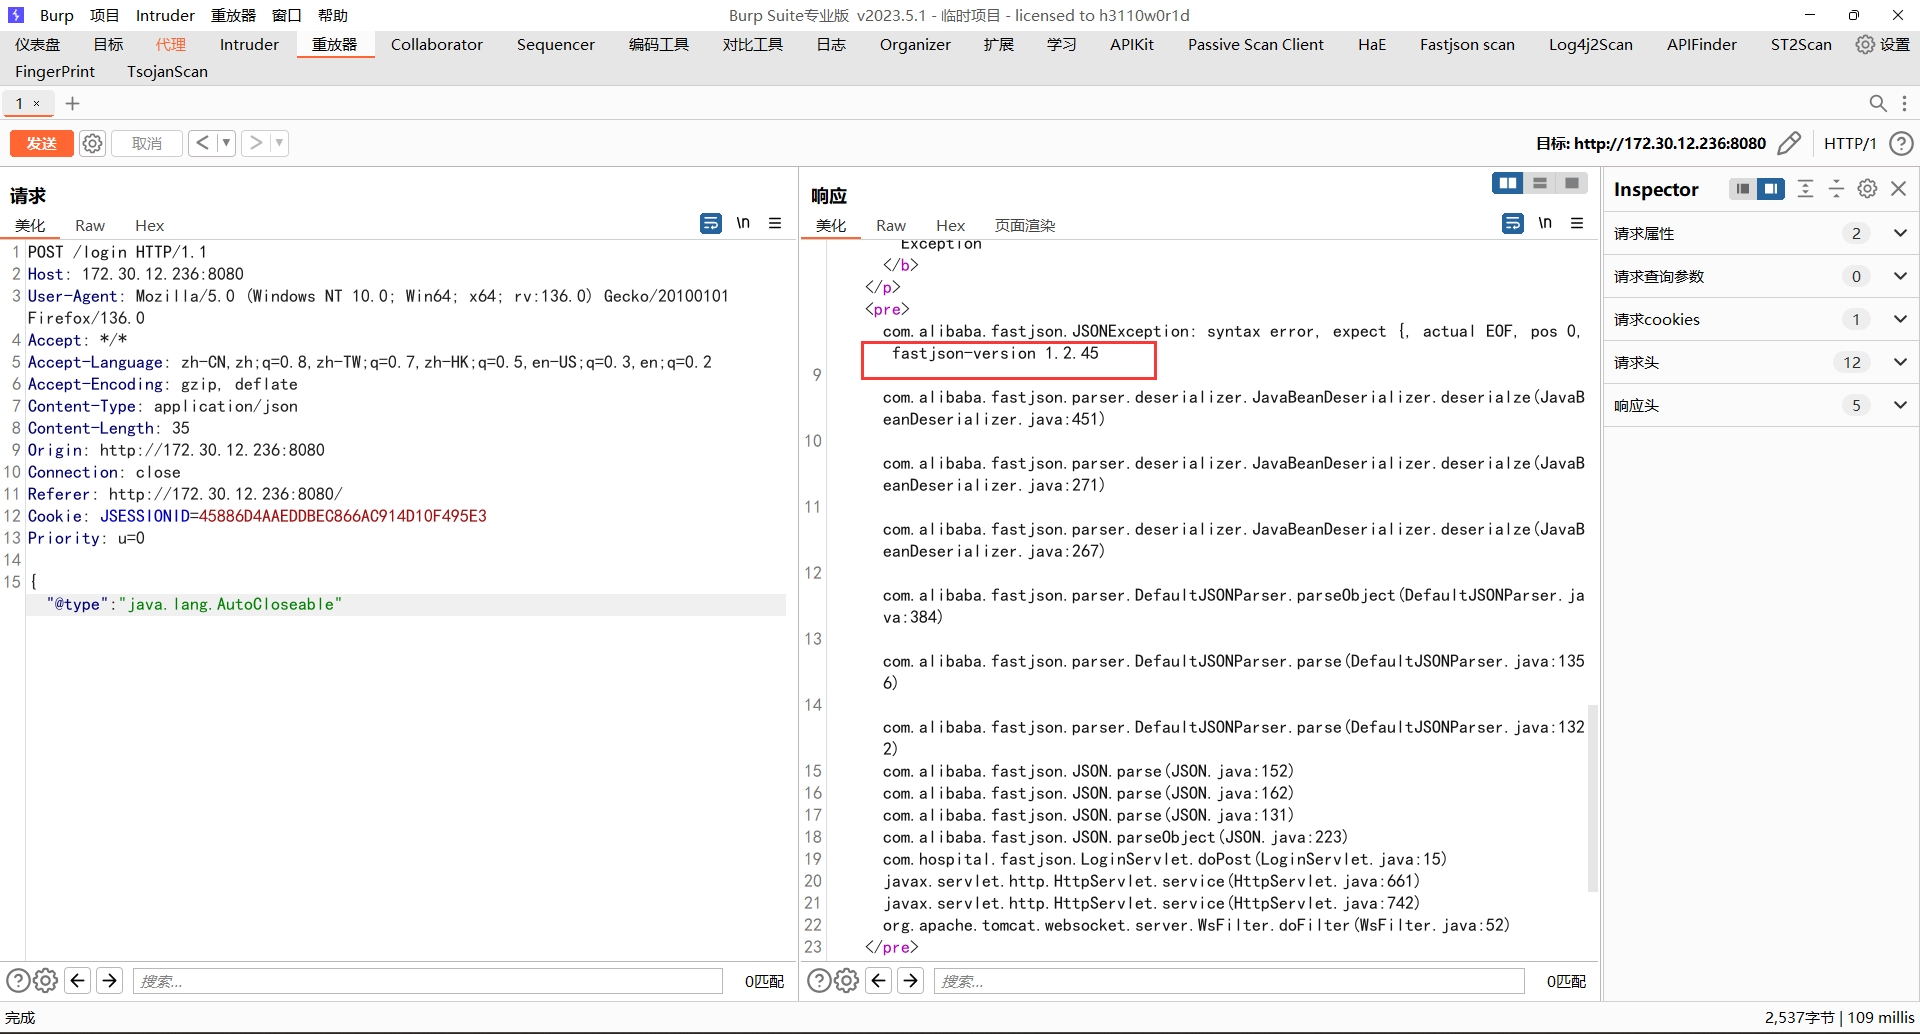 Burp 项目 Intruder 重放器 窗口 帮助 Burp Suite专业版 v2023.5.1 - 临时项目 - licensed to h3110w0r1d
仪表盘 目标 代理 Intruder 重放器 Collaborator Sequencer 编码工具 对比工具 日志 Organizer 扩展 学习 APIKit Passive Scan Client HaE Fastjson scan Log4j2Scan APIFinder ST2Scan 设置
FingerPrint TsojanScan
1 ×
发送 取消 < > 目标: http://172.30.12.236:8080 HTTP/1
请求
美化 Raw Hex \n
1 POST /login HTTP/1.1
2 Host: 172.30.12.236:8080
3 User-Agent: Mozilla/5.0 (Windows NT 10.0; Win64; x64; rv:136.0) Gecko/20100101
Firefox/136.0
4 Accept: */*
5 Accept-Language: zh-CN,zh;q=0.8,zh-TW;q=0.7,zh-HK;q=0.5,en-US;q=0.3,en;q=0.2
6 Accept-Encoding: gzip, deflate
7 Content-Type: application/json
8 Content-Length: 35
9 Origin: http://172.30.12.236:8080
10 Connection: close
11 Referer: http://172.30.12.236:8080/
12 Cookie: JSESSIONID=45886D4AAEDDBEC866AC914D10F495E3
13 Priority: u=0
14
15 {
"@type":"java.lang.AutoCloseable"
搜索... 0匹配
响应
美化 Raw Hex 页面渲染 \n
Exception
</b>
</p>
<pre>
com.alibaba.fastjson.JSONException: syntax error, expect {, actual EOF, pos 0,
fastjson-version 1.2.45
9
com.alibaba.fastjson.parser.deserializer.JavaBeanDeserializer.deserialze(JavaB
eanDeserializer.java:451)
10
com.alibaba.fastjson.parser.deserializer.JavaBeanDeserializer.deserialze(JavaB
eanDeserializer.java:271)
11
com.alibaba.fastjson.parser.deserializer.JavaBeanDeserializer.deserialze(JavaB
eanDeserializer.java:267)
12
com.alibaba.fastjson.parser.DefaultJSONParser.parseObject(DefaultJSONParser.ja
va:384)
13
com.alibaba.fastjson.parser.DefaultJSONParser.parse(DefaultJSONParser.java:135
6)
14
com.alibaba.fastjson.parser.DefaultJSONParser.parse(DefaultJSONParser.java:132
2)
15 com.alibaba.fastjson.JSON.parse(JSON.java:152)
16 com.alibaba.fastjson.JSON.parse(JSON.java:162)
17 com.alibaba.fastjson.JSON.parse(JSON.java:131)
18 com.alibaba.fastjson.JSON.parseObject(JSON.java:223)
19 com.hospital.fastjson.LoginServlet.doPost(LoginServlet.java:15)
20 javax.servlet.http.HttpServlet.service(HttpServlet.java:661)
21 javax.servlet.http.HttpServlet.service(HttpServlet.java:742)
22 org.apache.tomcat.websocket.server.WsFilter.doFilter(WsFilter.java:52)
23 </pre>
搜索... 0匹配
Inspector
请求属性 2
请求查询参数 0
请求cookies 1
请求头 12
响应头 5
完成 2,537字节 | 109 millis